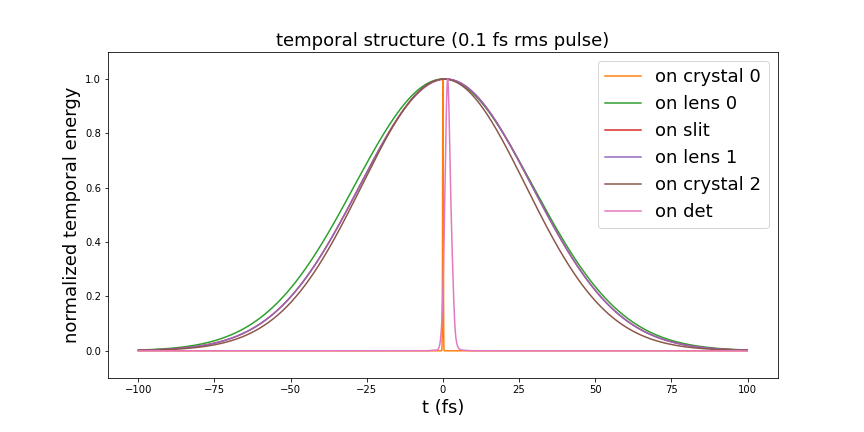 temporal structure (0.1 fs rms pulse)
normalized temporal energy
1.0
0.8
0.6
0.4
0.2
0.0
on crystal 0
on lens 0
on slit
on lens 1
on crystal 2
on det
−100
−75
−50
−25
0
25
50
75
100
t (fs)